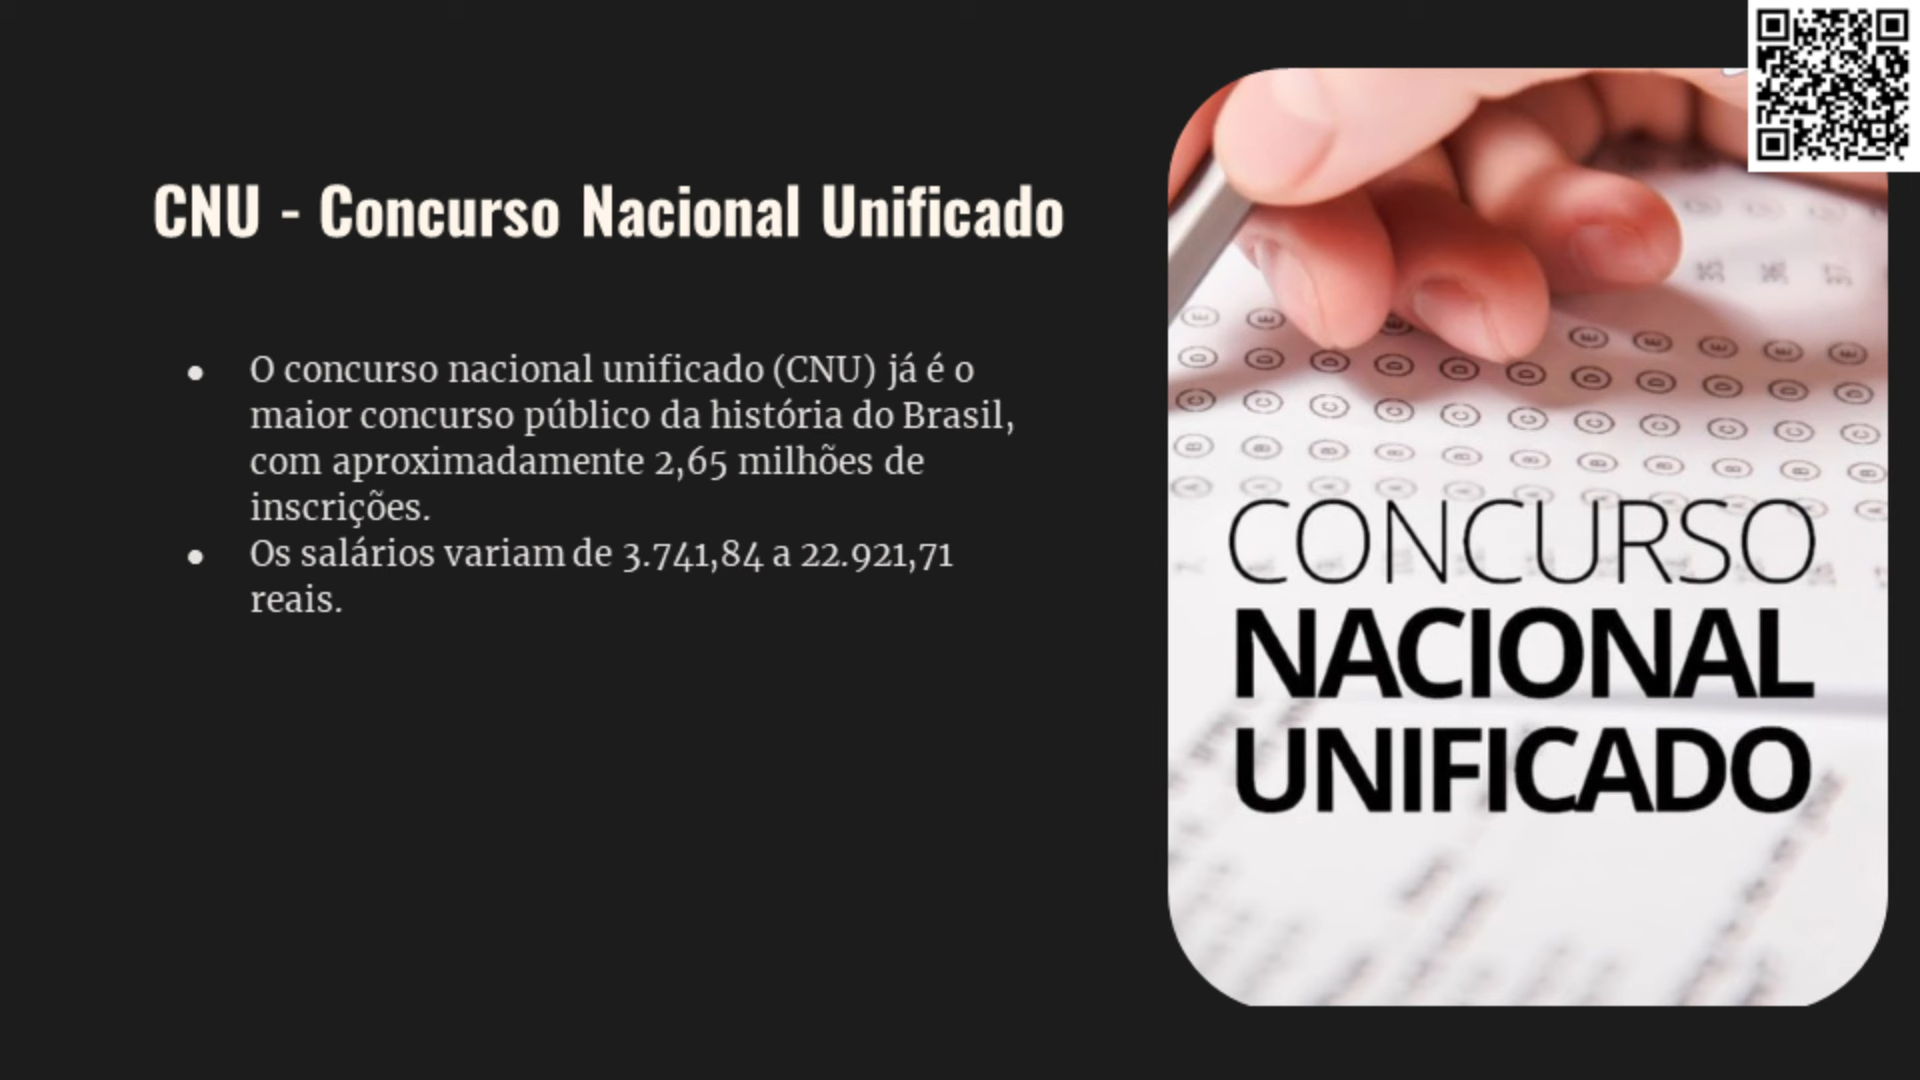 CNU - Concurso Nacional Unificado
● O concurso nacional unificado (CNU) já é o
maior concurso público da história do Brasil,
com aproximadamente 2,65 milhões de
inscrições.
● Os salários variam de 3.741,84 a 22.921,71
reais.
CONCURSO
NACIONAL
UNIFICADO